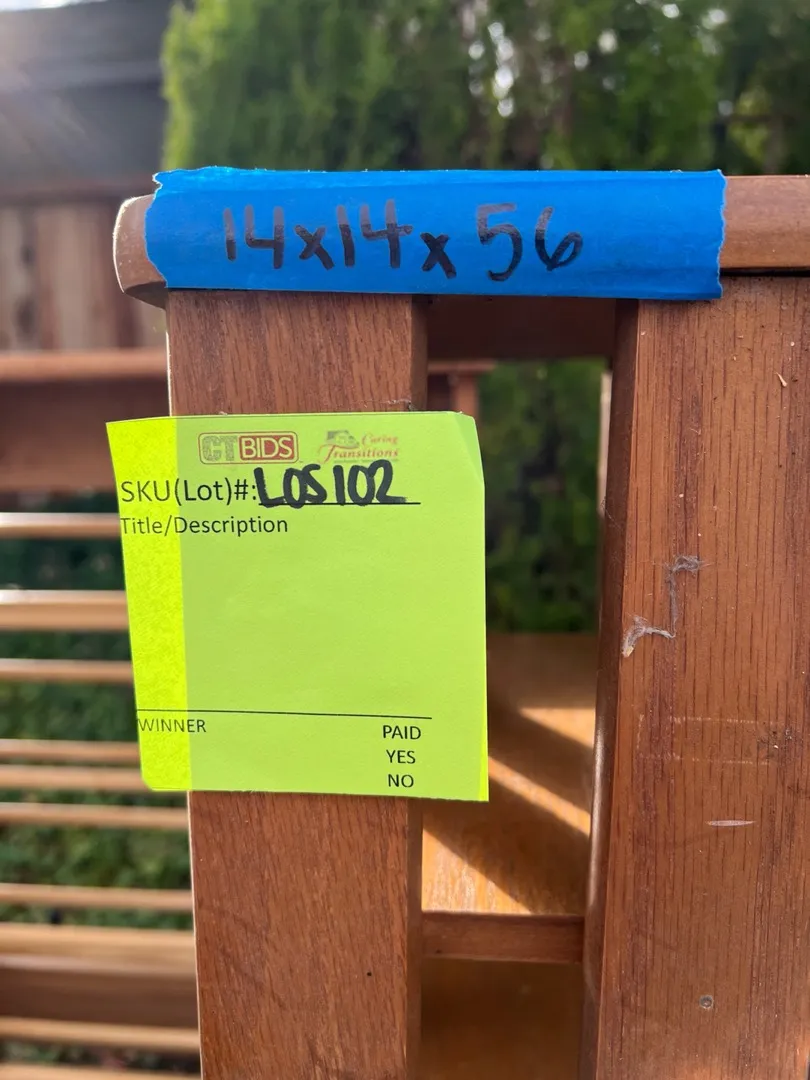 14x14x56
CTBIDS Caring Transitions
SKU(Lot)#: LOS102
Title/Description
WINNER PAID
YES
NO